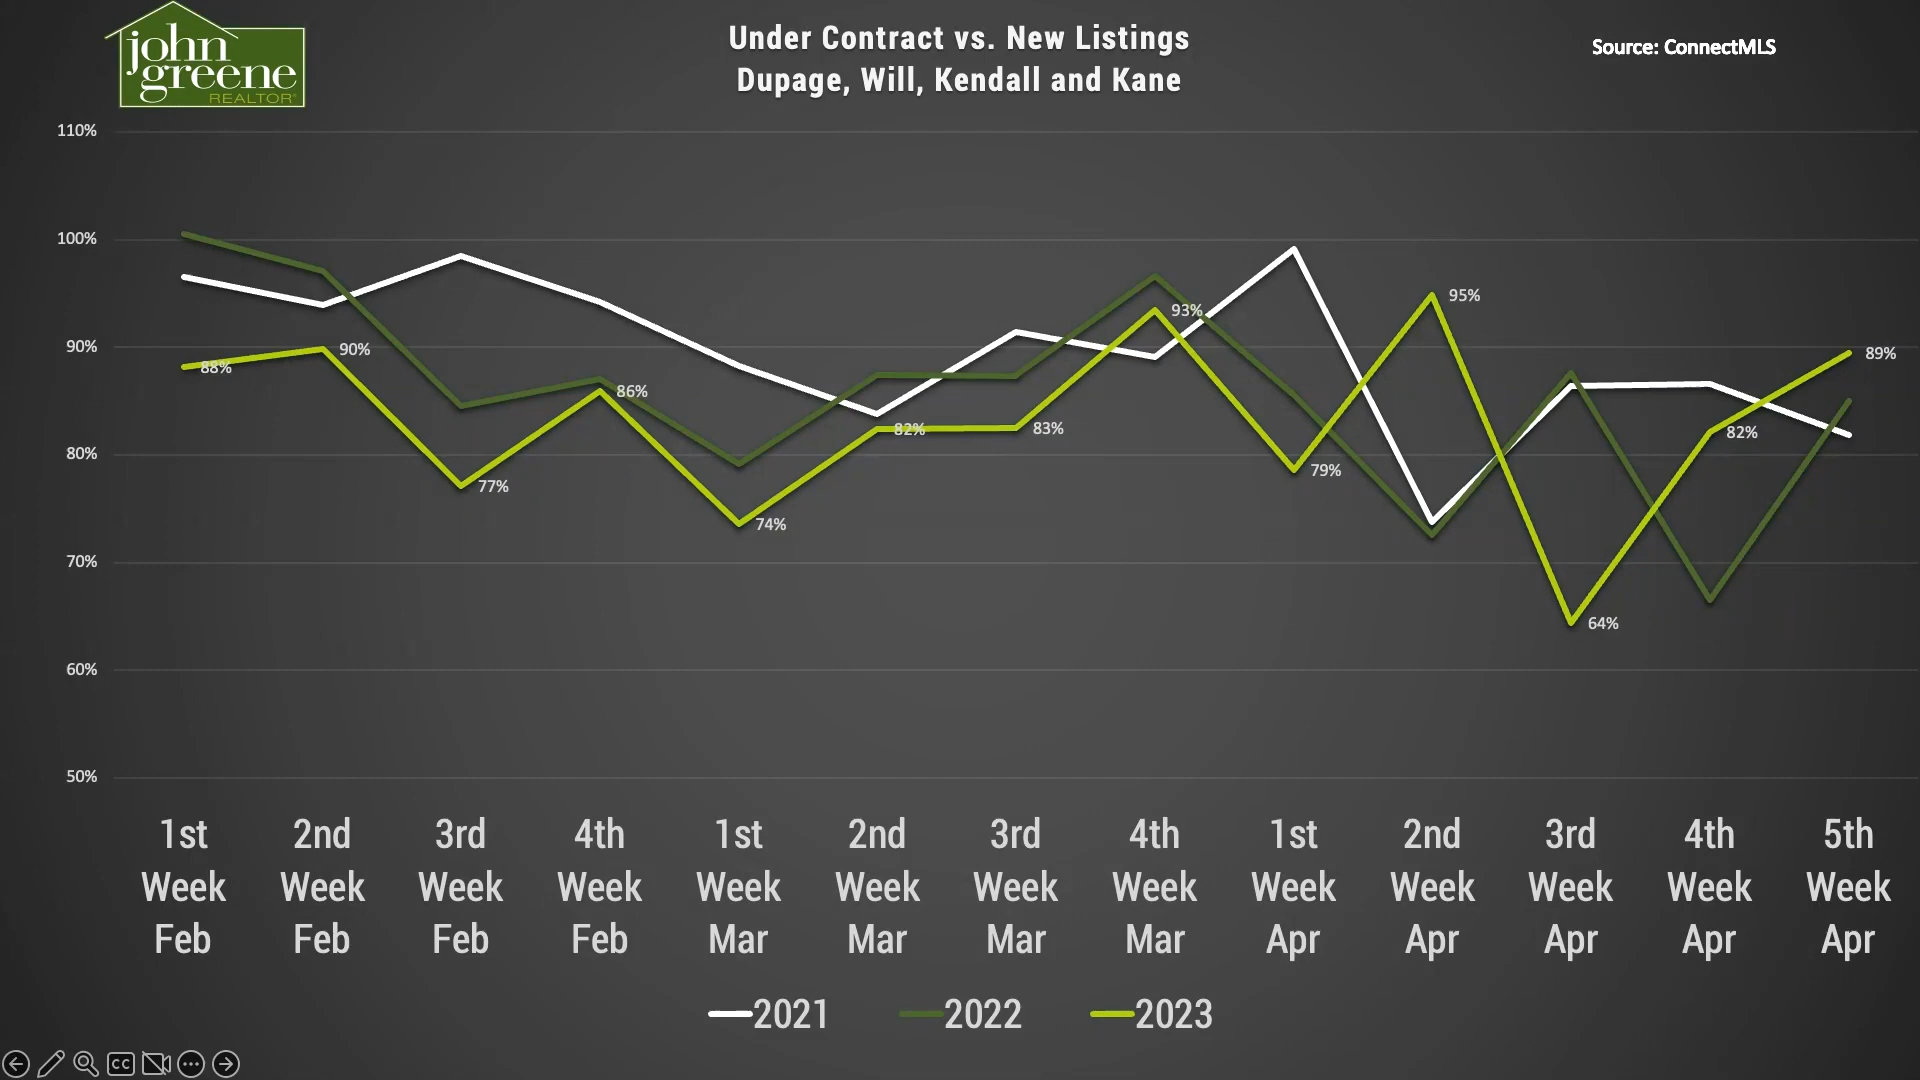 john
greene
REALTOR
Under Contract vs. New Listings
Dupage, Will, Kendall and Kane
Source: ConnectMLS
110%
100%
90%
80%
70%
60%
50%
88%
90%
77%
86%
74%
82%
83%
93%
79%
95%
64%
82%
89%
1st Week Feb
2nd Week Feb
3rd Week Feb
4th Week Feb
1st Week Mar
2nd Week Mar
3rd Week Mar
4th Week Mar
1st Week Apr
2nd Week Apr
3rd Week Apr
4th Week Apr
5th Week Apr
2021 2022 2023
CC